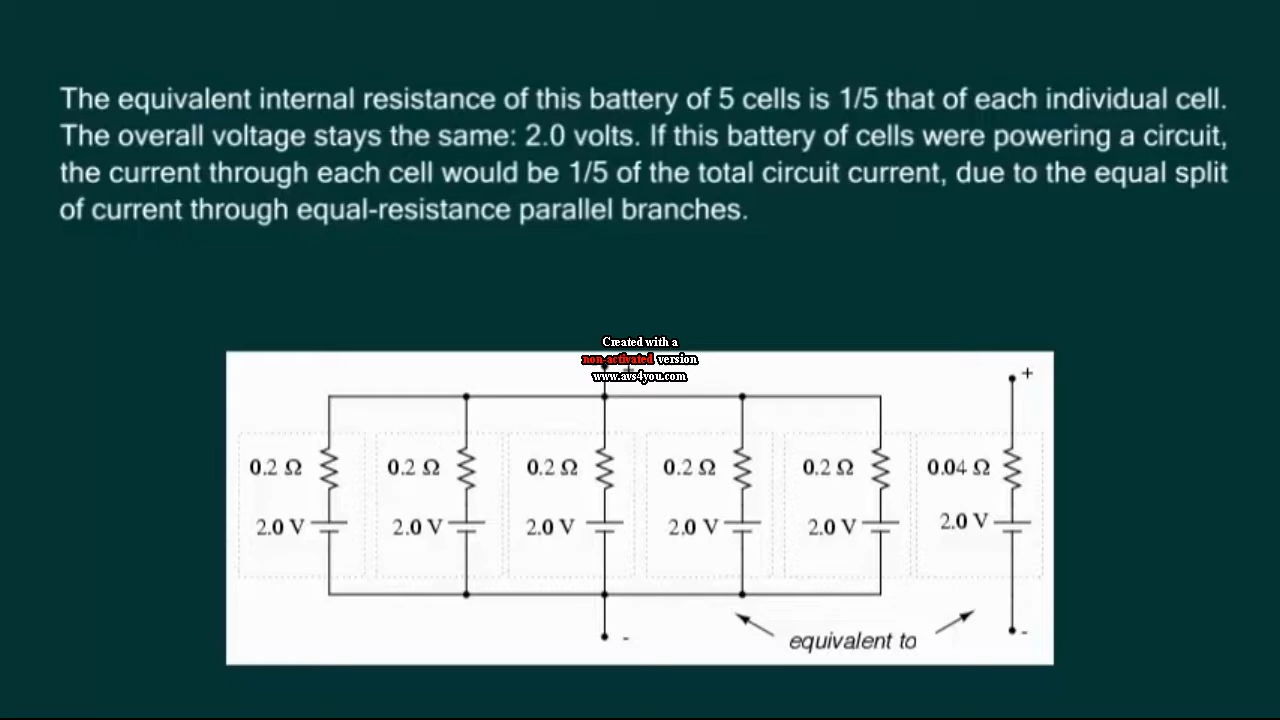 The equivalent internal resistance of this battery of 5 cells is 1/5 that of each individual cell.
The overall voltage stays the same: 2.0 volts. If this battery of cells were powering a circuit,
the current through each cell would be 1/5 of the total circuit current, due to the equal split
of current through equal-resistance parallel branches.
Created with a
non-activated version
www.avs4you.com
+ +
0.2 Ω 0.2 Ω 0.2 Ω 0.2 Ω 0.2 Ω 0.04 Ω
2.0 V 2.0 V 2.0 V 2.0 V 2.0 V 2.0 V
- -
equivalent to